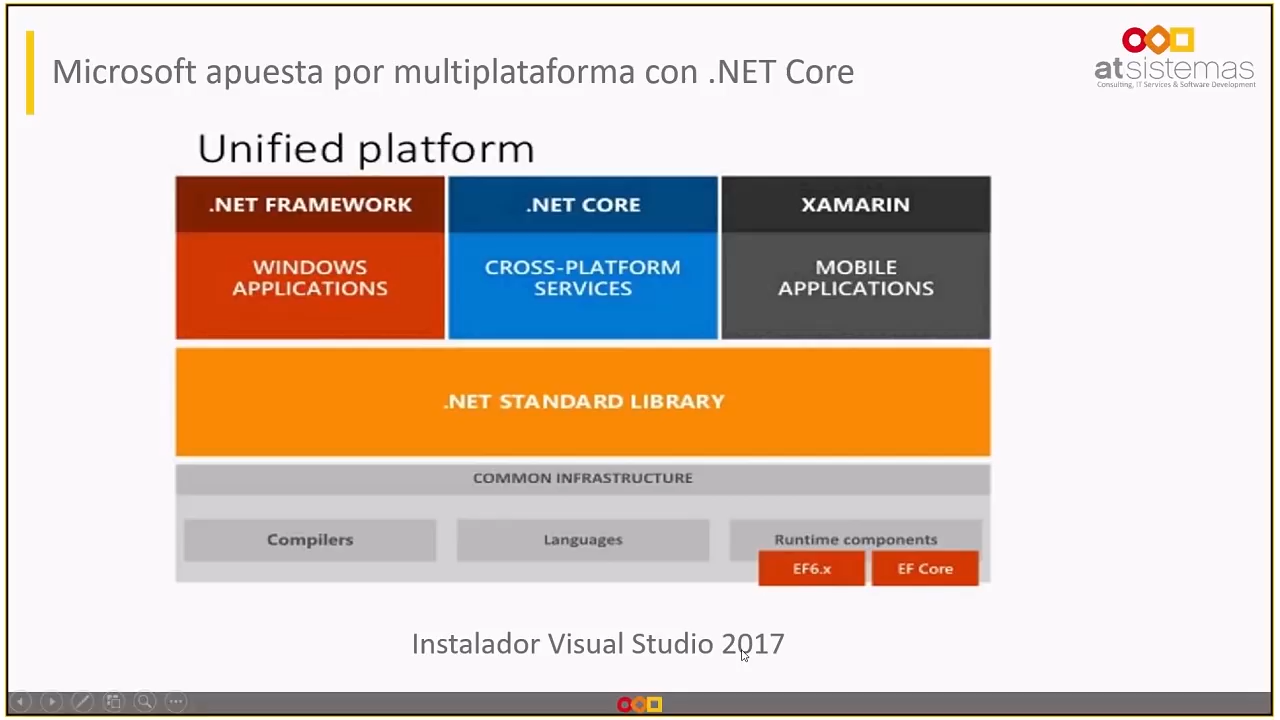 Microsoft apuesta por multiplataforma con .NET Core
atsistemas
Consulting, IT Services & Software Development
Unified platform
.NET FRAMEWORK
.NET CORE
XAMARIN
WINDOWS
APPLICATIONS
CROSS-PLATFORM
SERVICES
MOBILE
APPLICATIONS
.NET STANDARD LIBRARY
COMMON INFRASTRUCTURE
Compilers
Languages
Runtime components
EF6.x
EF Core
Instalador Visual Studio 2017